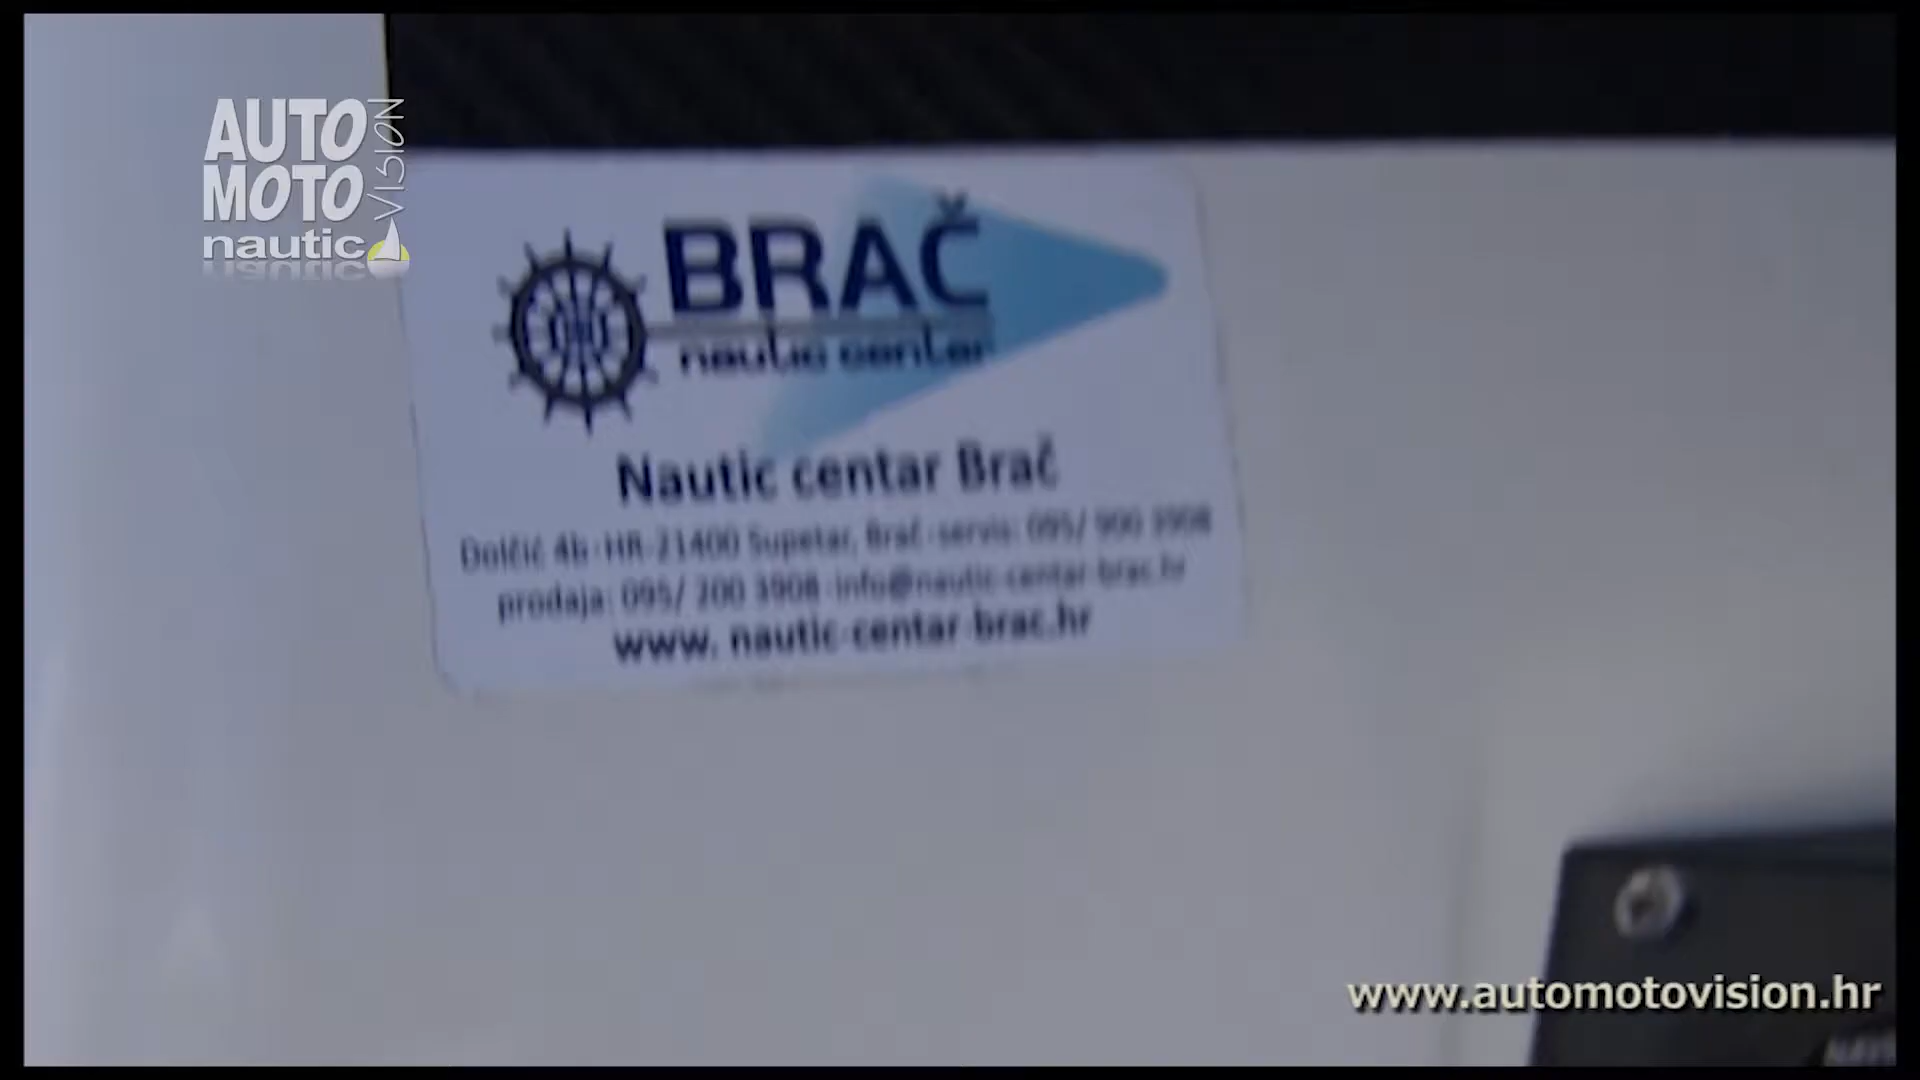 AUTO
MOTO
VISION
nautic
BRAČ
nautic centar
Nautic centar Brač
Dolčić 4b-HR-21400 Supetar, Brač-servis: 095/ 900 3908
prodaja: 095/ 200 3908-info@nautic-centar-brac.hr
www. nautic-centar-brac.hr
www.automotovision.hr